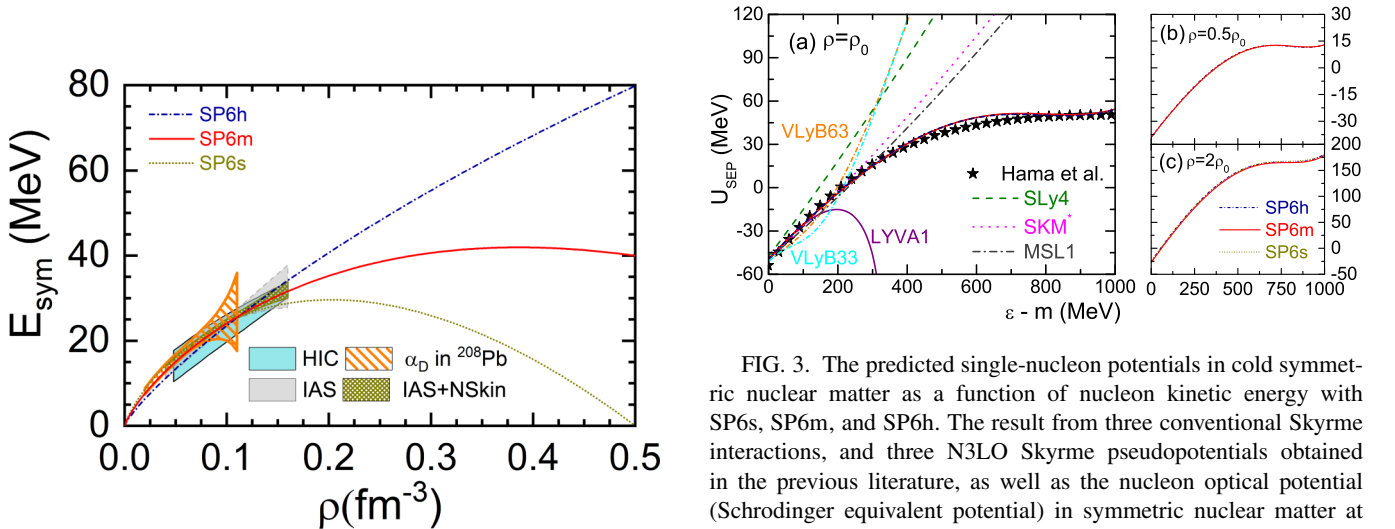 E_sym (MeV)
80
60
40
20
0
SP6h
SP6m
SP6s
HIC
α_D in ²⁰⁸Pb
IAS
IAS+NSkin
0.0 0.1 0.2 0.3 0.4 0.5
ρ(fm⁻³)
U_SEP (MeV)
120
90
60
30
0
-30
-60
(a) ρ=ρ₀
VLyB63
Hama et al.
SLy4
LYVA1
SKM*
VLyB33
MSL1
0 200 400 600 800 1000
ε - m (MeV)
(b) ρ=0.5ρ₀
30
15
0
-15
-30
(c) ρ=2ρ₀
200
150
100
50
0
-50
SP6h
SP6m
SP6s
0 250 500 750 1000
FIG. 3. The predicted single-nucleon potentials in cold symmet-
ric nuclear matter as a function of nucleon kinetic energy with
SP6s, SP6m, and SP6h. The result from three conventional Skyrme
interactions, and three N3LO Skyrme pseudopotentials obtained
in the previous literature, as well as the nucleon optical potential
(Schrodinger equivalent potential) in symmetric nuclear matter at